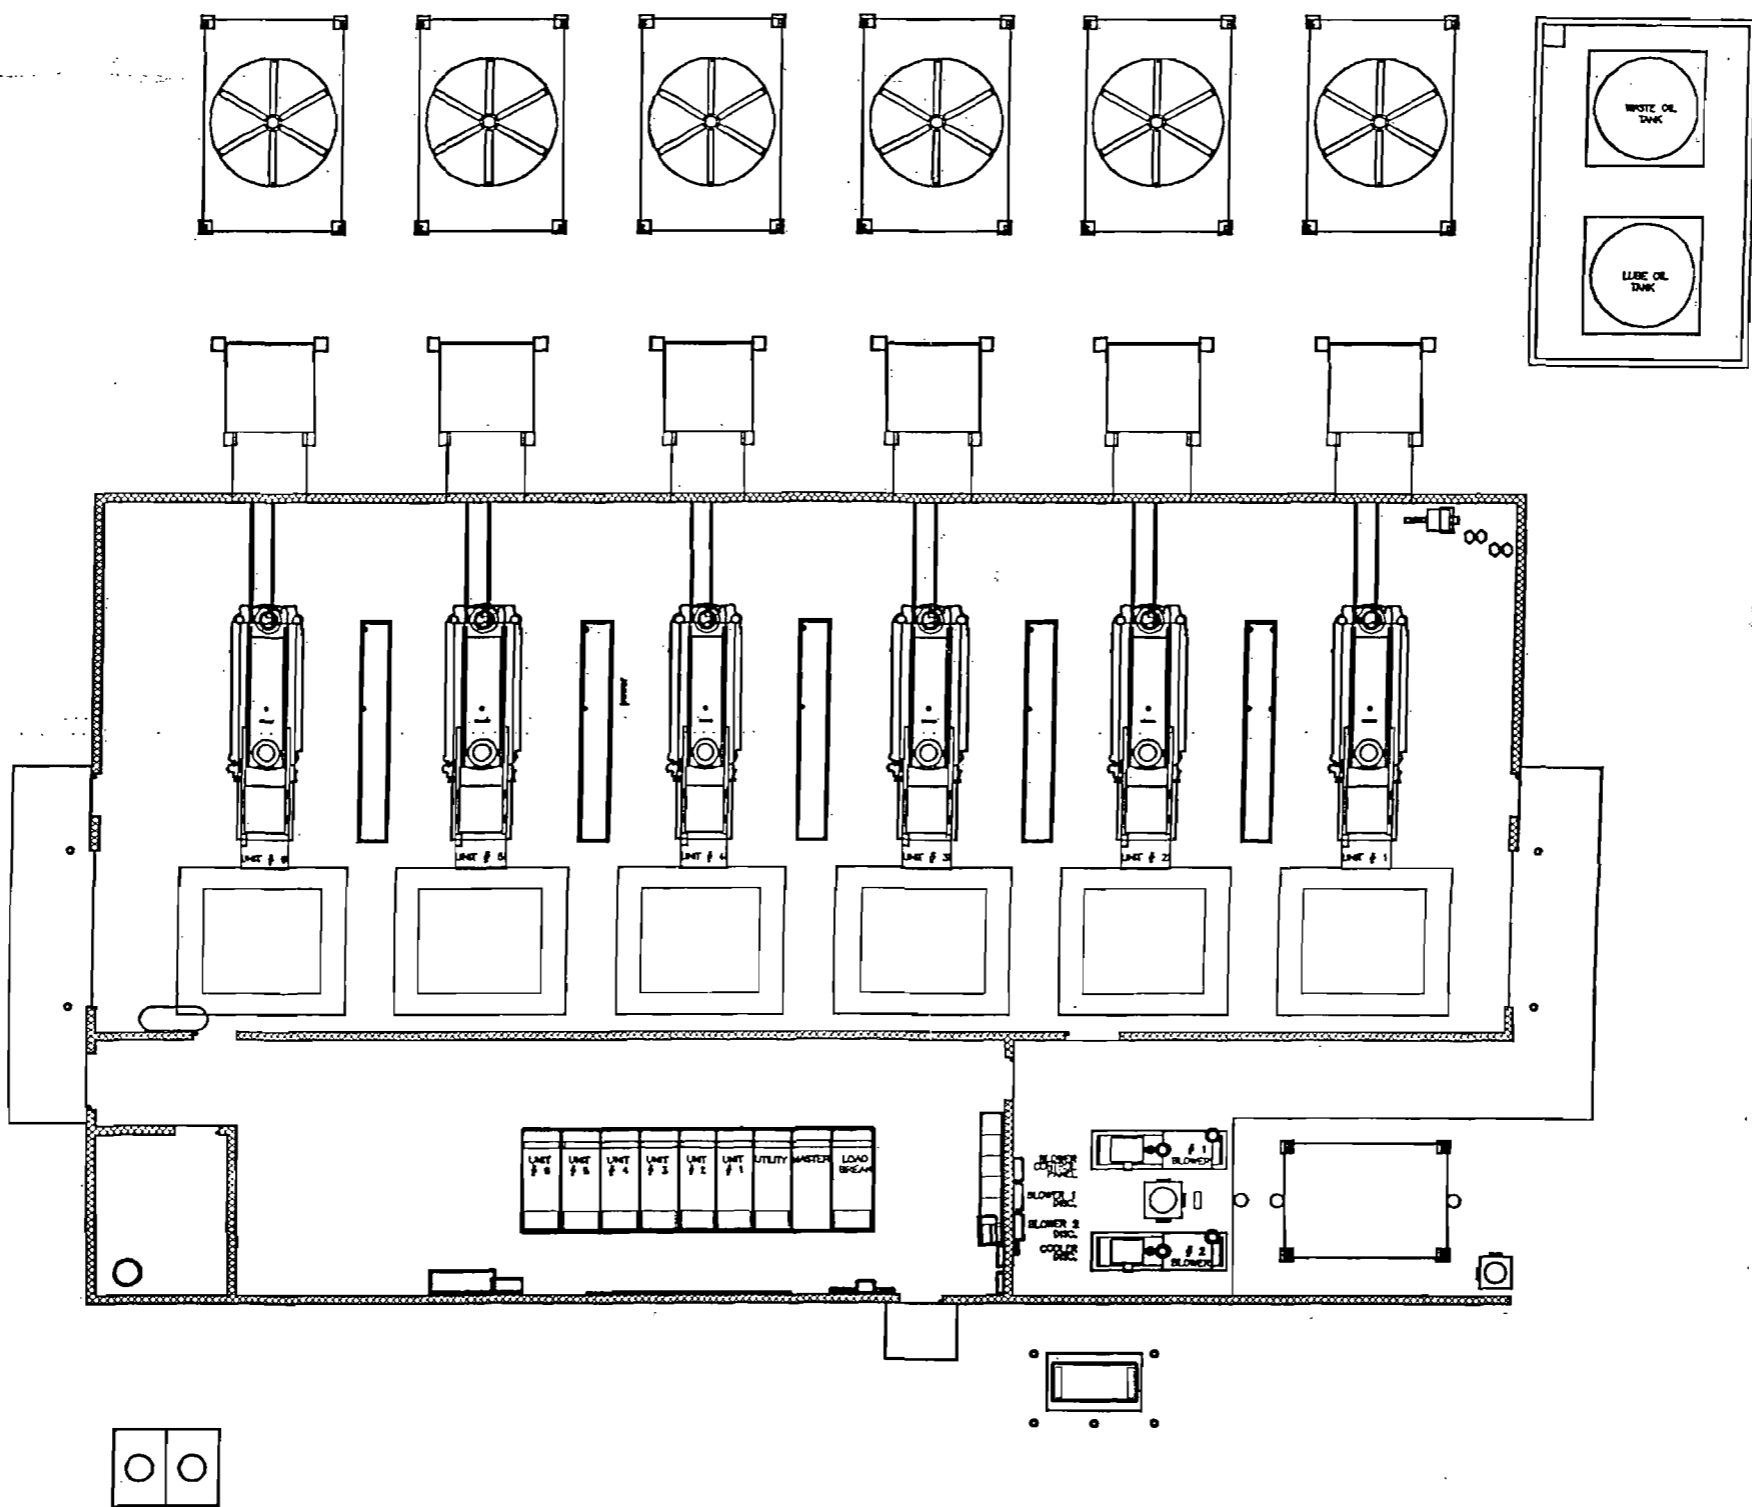 WASTE OIL
TANK
LUBE OIL
TANK
power
UNIT # 6
UNIT # 5
UNIT # 4
UNIT # 3
UNIT # 2
UNIT # 1
UNIT
# 6
UNIT
# 5
UNIT
# 4
UNIT
# 3
UNIT
# 2
UNIT
# 1
UTILITY
MASTER
LOAD
BREAK
BLOWER
CONTROL
PANEL
BLOWER 1
DISC.
BLOWER 2
DISC.
COOLER
DISC.
# 1
BLOWER
# 2
BLOWER